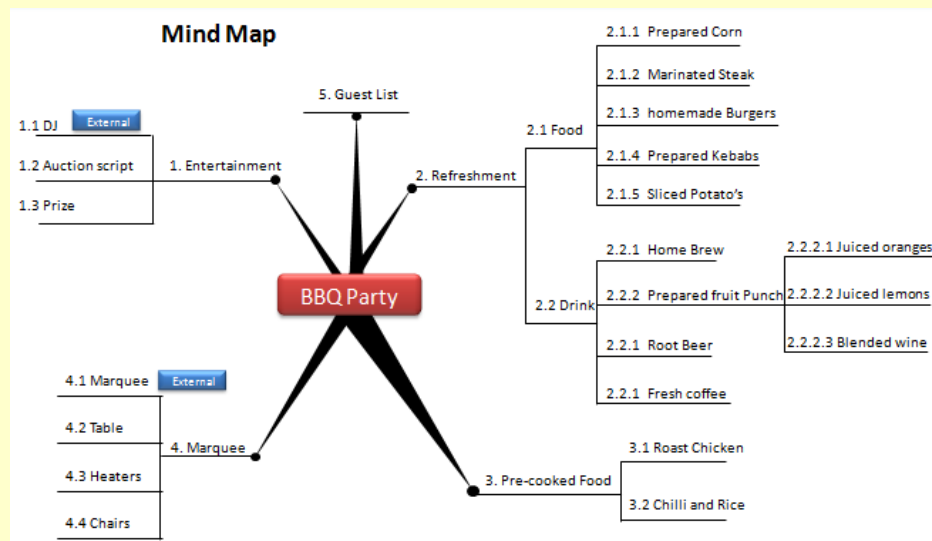 Mind Map
5. Guest List
1. Entertainment
1.1 DJ
External
1.2 Auction script
1.3 Prize
2. Refreshment
2.1 Food
2.1.1 Prepared Corn
2.1.2 Marinated Steak
2.1.3 homemade Burgers
2.1.4 Prepared Kebabs
2.1.5 Sliced Potato's
2.2 Drink
2.2.1 Home Brew
2.2.2 Prepared fruit Punch
2.2.2.1 Juiced oranges
2.2.2.2 Juiced lemons
2.2.2.3 Blended wine
2.2.1 Root Beer
2.2.1 Fresh coffee
BBQ Party
3. Pre-cooked Food
3.1 Roast Chicken
3.2 Chilli and Rice
4. Marquee
4.1 Marquee
External
4.2 Table
4.3 Heaters
4.4 Chairs